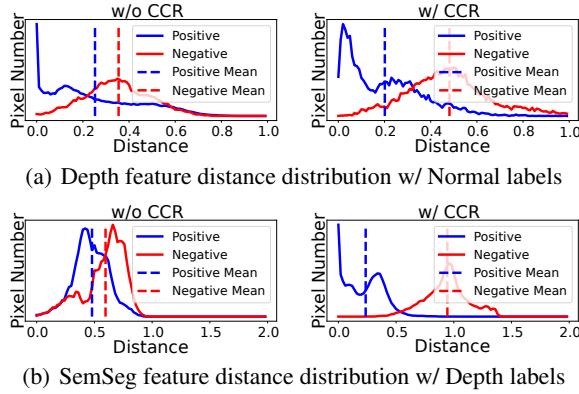 w/o CCR
Pixel Number
Positive
Negative
Positive Mean
Negative Mean
0.0 0.2 0.4 0.6 0.8 1.0
Distance
w/ CCR
Pixel Number
Positive
Negative
Positive Mean
Negative Mean
0.0 0.2 0.4 0.6 0.8 1.0
Distance
(a) Depth feature distance distribution w/ Normal labels
w/o CCR
Pixel Number
Positive
Negative
Positive Mean
Negative Mean
0.0 0.5 1.0 1.5 2.0
Distance
w/ CCR
Pixel Number
Positive
Negative
Positive Mean
Negative Mean
0.0 0.5 1.0 1.5 2.0
Distance
(b) SemSeg feature distance distribution w/ Depth labels